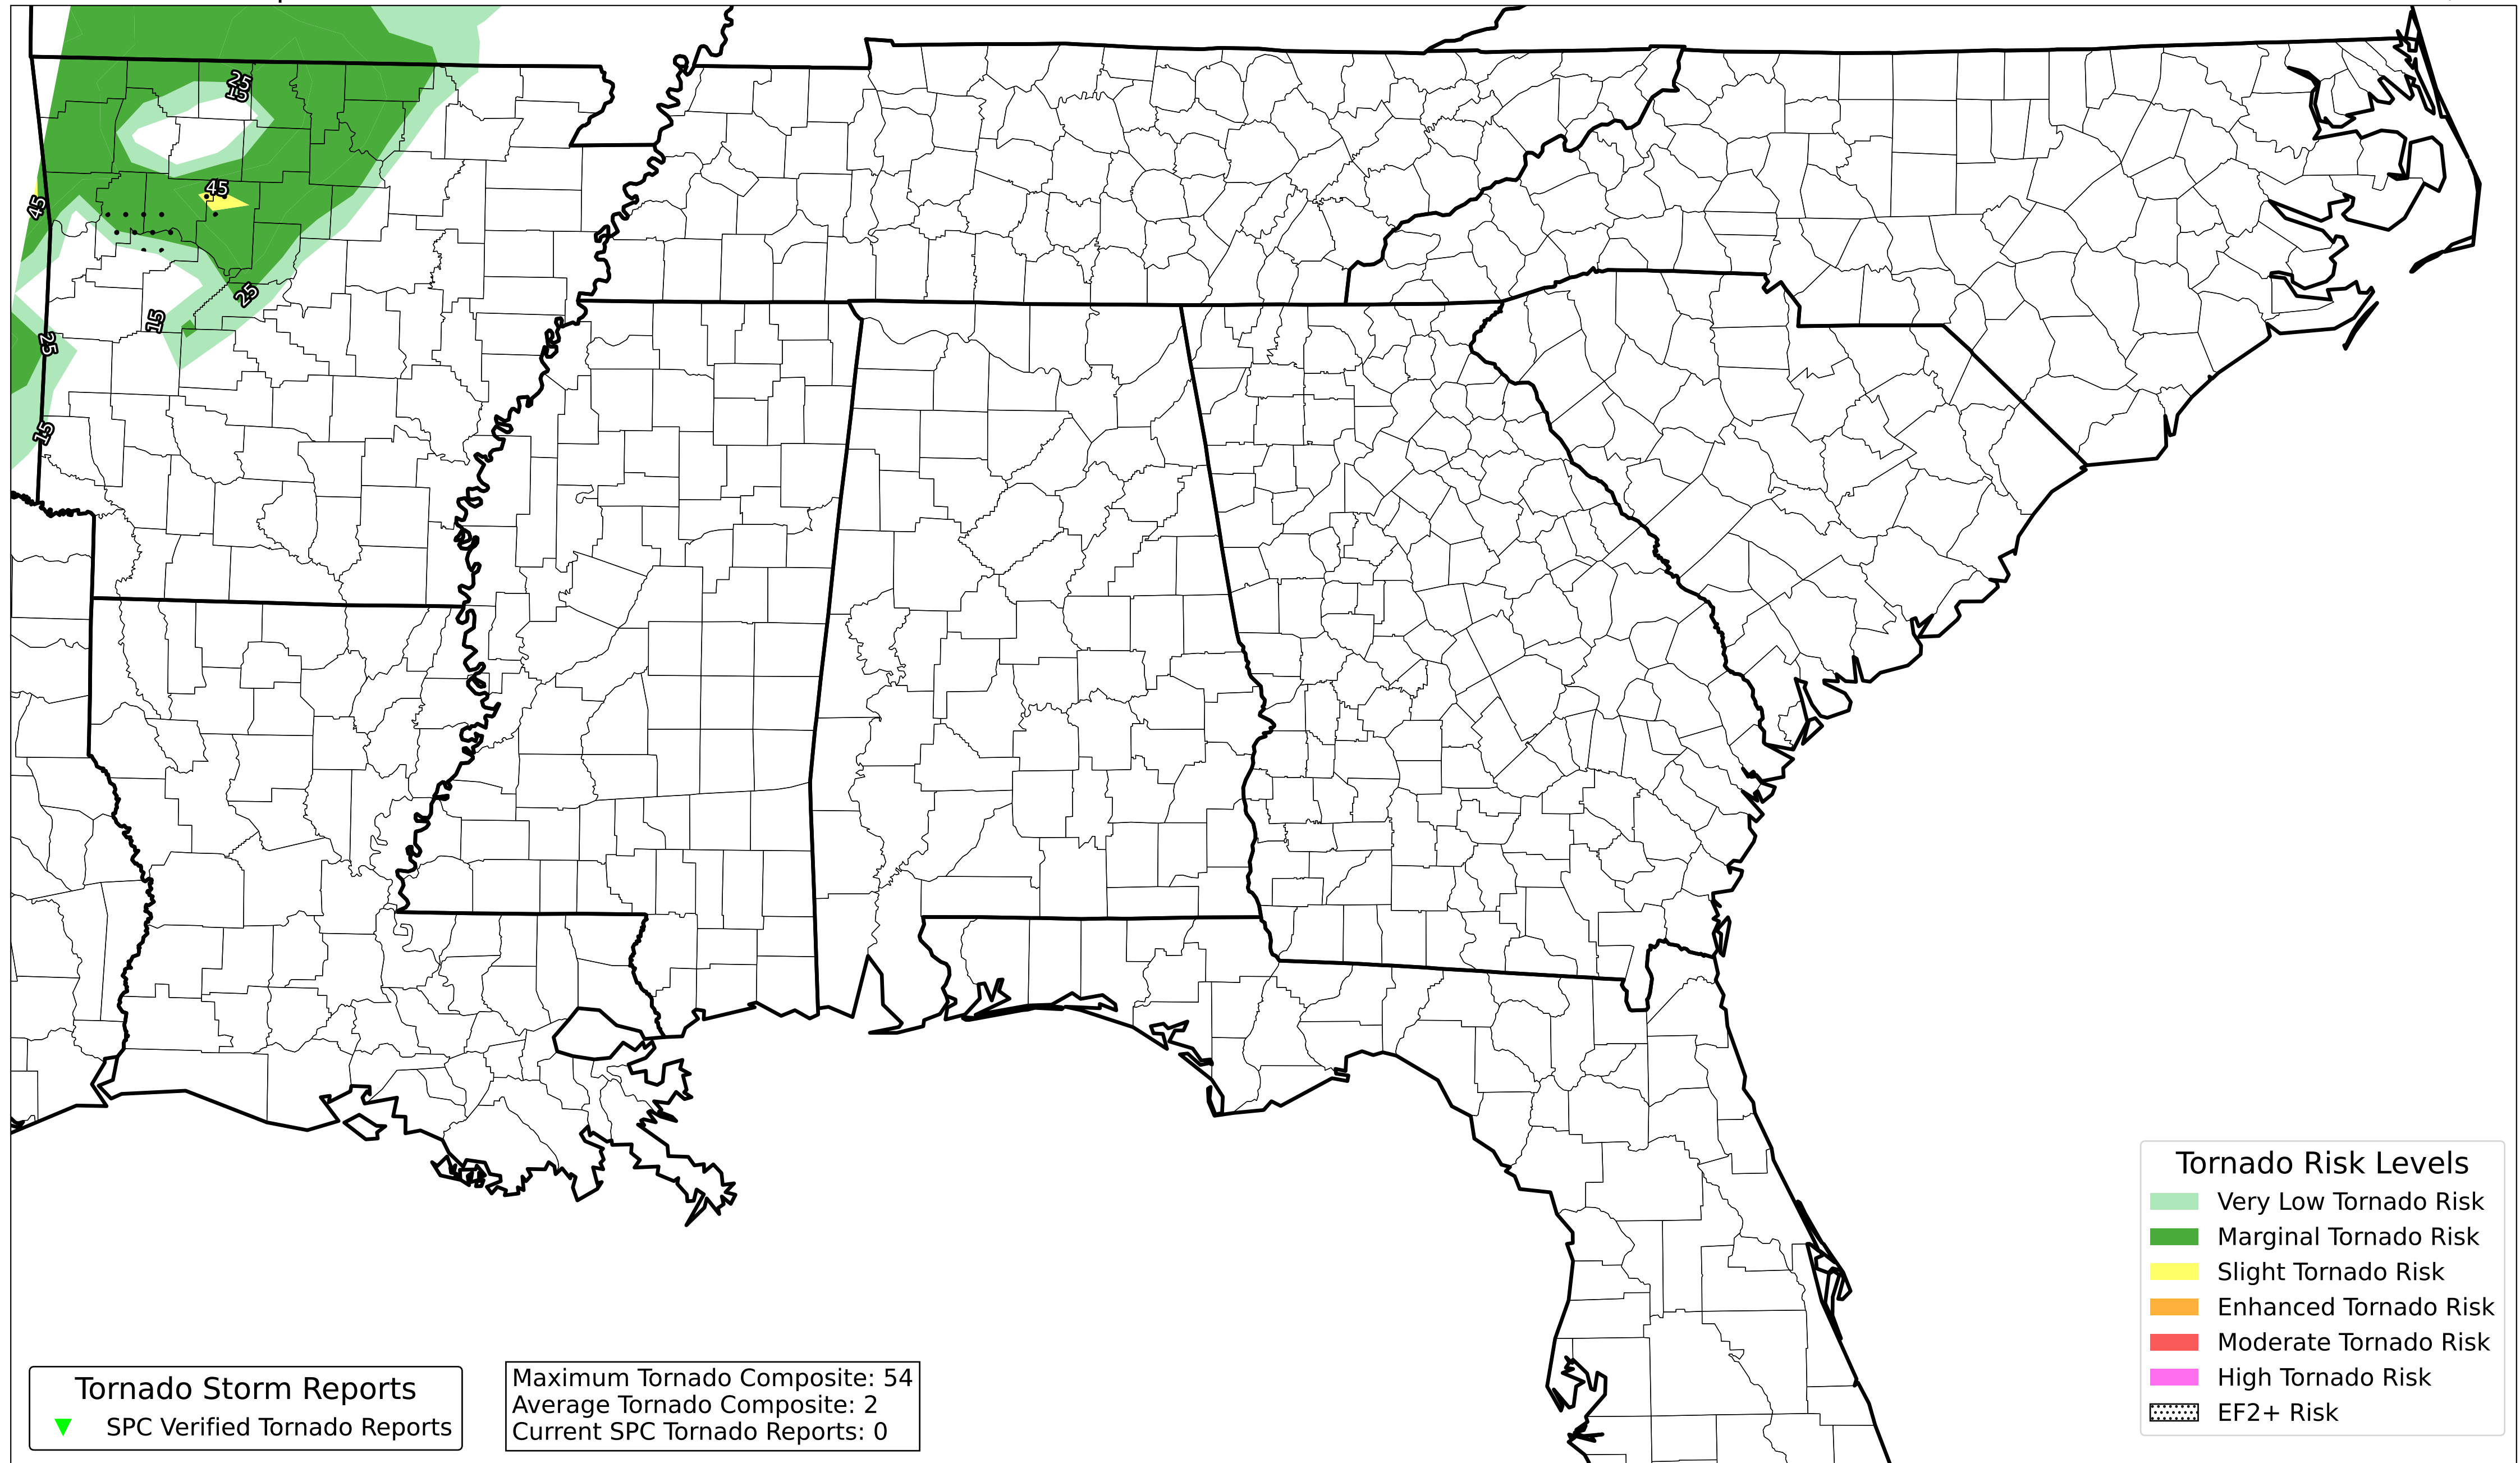 25
15
45
45
25
15
25
15
Tornado Risk Levels
Very Low Tornado Risk
Marginal Tornado Risk
Slight Tornado Risk
Enhanced Tornado Risk
Moderate Tornado Risk
High Tornado Risk
EF2+ Risk
Tornado Storm Reports
SPC Verified Tornado Reports
Maximum Tornado Composite: 54
Average Tornado Composite: 2
Current SPC Tornado Reports: 0